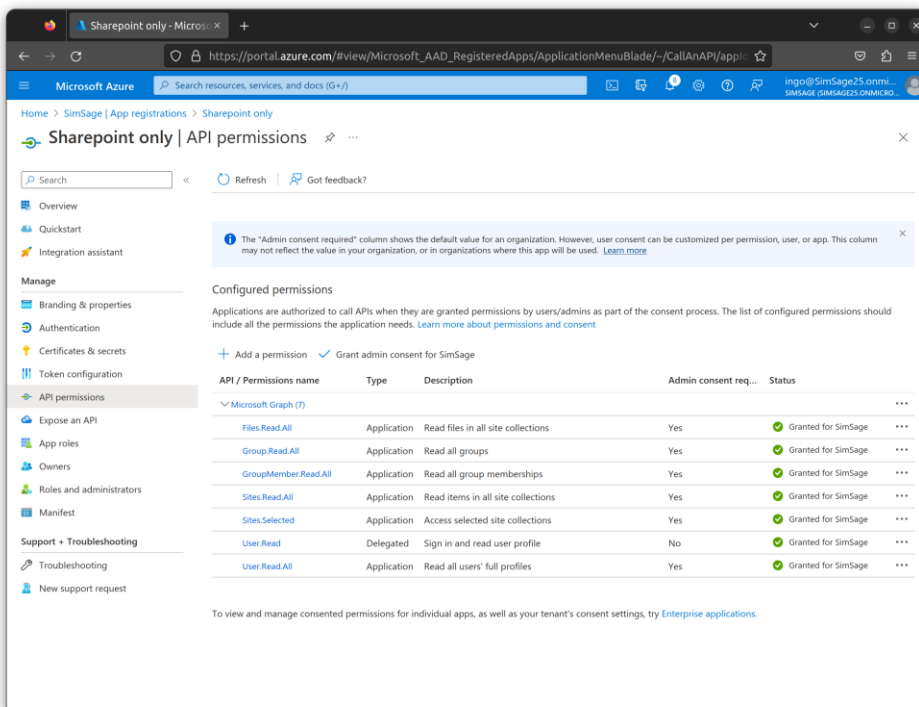 Sharepoint only - Microso
https://portal.azure.com/#view/Microsoft_AAD_RegisteredApps/ApplicationMenuBlade/~/CallAnAPI/appId
Microsoft Azure
Search resources, services, and docs (G+/)
8
ingo@SimSage25.onmi...
SIMSAGE (SIMSAGE25.ONMICRO...
Home > SimSage | App registrations > Sharepoint only
Sharepoint only | API permissions
Search
Refresh
Got feedback?
Overview
Quickstart
Integration assistant
Manage
Branding & properties
Authentication
Certificates & secrets
Token configuration
API permissions
Expose an API
App roles
Owners
Roles and administrators
Manifest
Support + Troubleshooting
Troubleshooting
New support request
The "Admin consent required" column shows the default value for an organization. However, user consent can be customized per permission, user, or app. This column
may not reflect the value in your organization, or in organizations where this app will be used. Learn more
Configured permissions
Applications are authorized to call APIs when they are granted permissions by users/admins as part of the consent process. The list of configured permissions should
include all the permissions the application needs. Learn more about permissions and consent
Add a permission Grant admin consent for SimSage
API / Permissions name Type Description Admin consent req... Status
Microsoft Graph (7)
Files.Read.All Application Read files in all site collections Yes Granted for SimSage
Group.Read.All Application Read all groups Yes Granted for SimSage
GroupMember.Read.All Application Read all group memberships Yes Granted for SimSage
Sites.Read.All Application Read items in all site collections Yes Granted for SimSage
Sites.Selected Application Access selected site collections Yes Granted for SimSage
User.Read Delegated Sign in and read user profile No Granted for SimSage
User.Read.All Application Read all users' full profiles Yes Granted for SimSage
To view and manage consented permissions for individual apps, as well as your tenant's consent settings, try Enterprise applications.